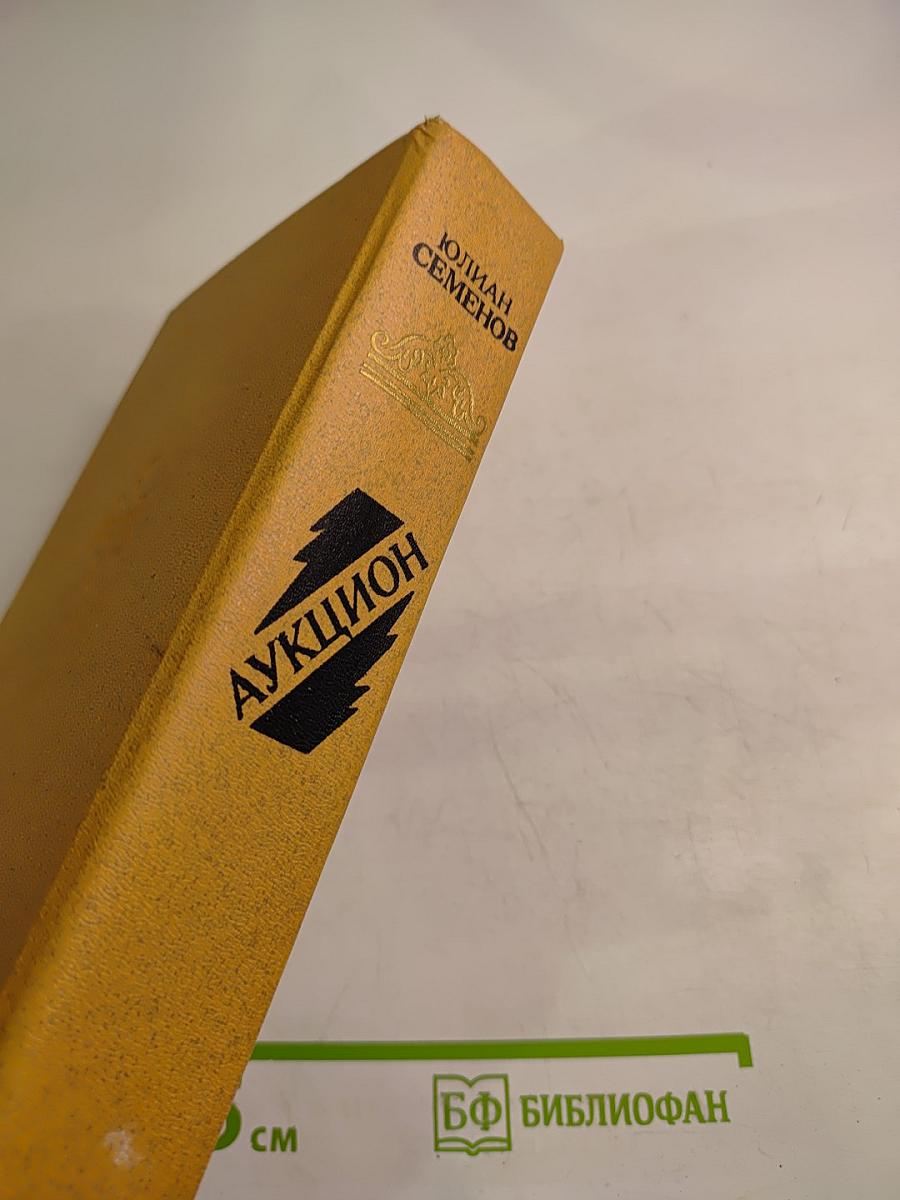 ЮЛИАН
СЕМЕНОВ
АУКЦИОН
см
БФ БИБЛИОФАН